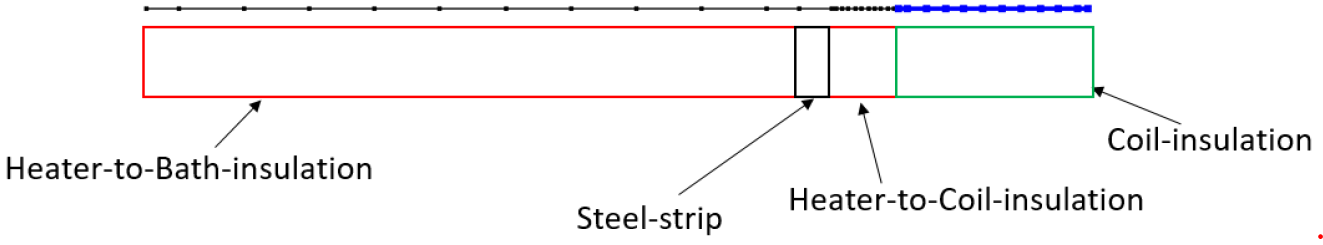 Heater-to-Bath-insulation
Steel-strip
Heater-to-Coil-insulation
Coil-insulation